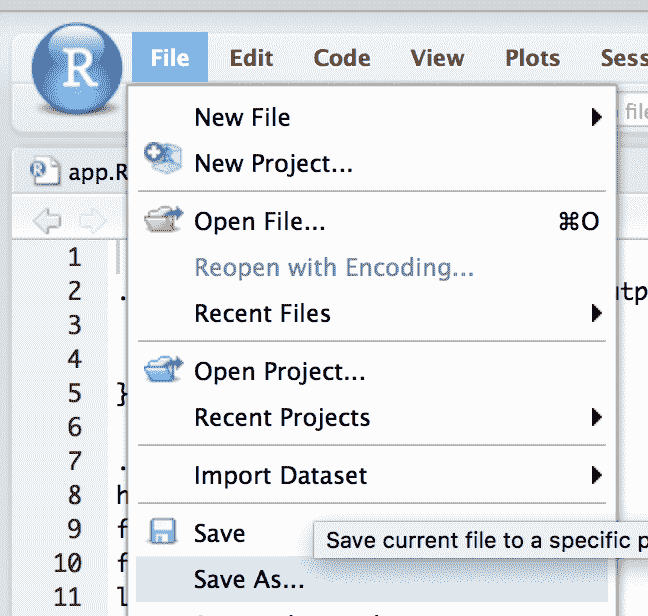 R
File Edit Code View Plots Sess
file
New File
app.R
New Project...
Open File... ⌘O
Reopen with Encoding...
1
2 . utp
Recent Files
3
4
Open Project...
5 }
Recent Projects
6
7 .
Import Dataset
8 h
9 f
Save
Save current file to a specific p
10 f
Save As...
11 l